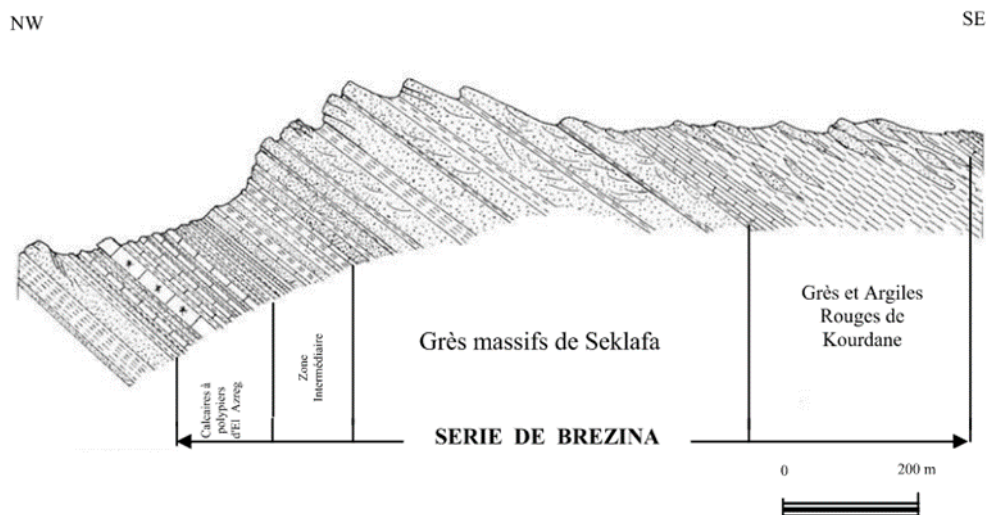 NW
SE
Calcaires à
polypiers
d'El Azreg
Zone
Intermédiaire
Grès massifs de Seklafa
Grès et Argiles
Rouges de
Kourdane
SERIE DE BREZINA
0
200 m